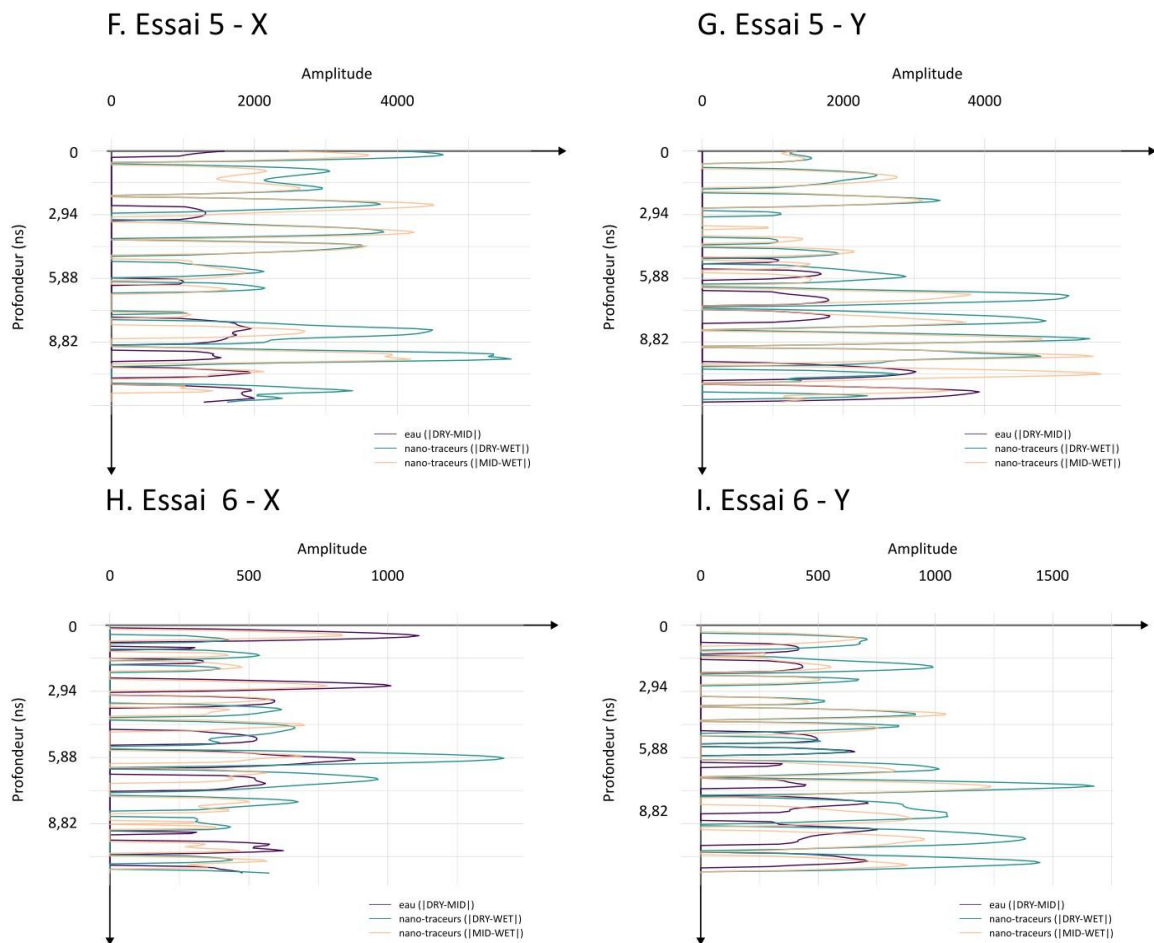 F. Essai 5 - X
Amplitude
0 2000 4000
0
2,94
5,88
8,82
Profondeur (ns)
eau (|DRY-MID|)
nano-traceurs (|DRY-WET|)
nano-traceurs (|MID-WET|)
G. Essai 5 - Y
Amplitude
0 2000 4000
0
2,94
5,88
8,82
Profondeur (ns)
eau (|DRY-MID|)
nano-traceurs (|DRY-WET|)
nano-traceurs (|MID-WET|)
H. Essai 6 - X
Amplitude
0 500 1000
0
2,94
5,88
8,82
Profondeur (ns)
eau (|DRY-MID|)
nano-traceurs (|DRY-WET|)
nano-traceurs (|MID-WET|)
I. Essai 6 - Y
Amplitude
0 500 1000 1500
0
2,94
5,88
8,82
Profondeur (ns)
eau (|DRY-MID|)
nano-traceurs (|DRY-WET|)
nano-traceurs (|MID-WET|)